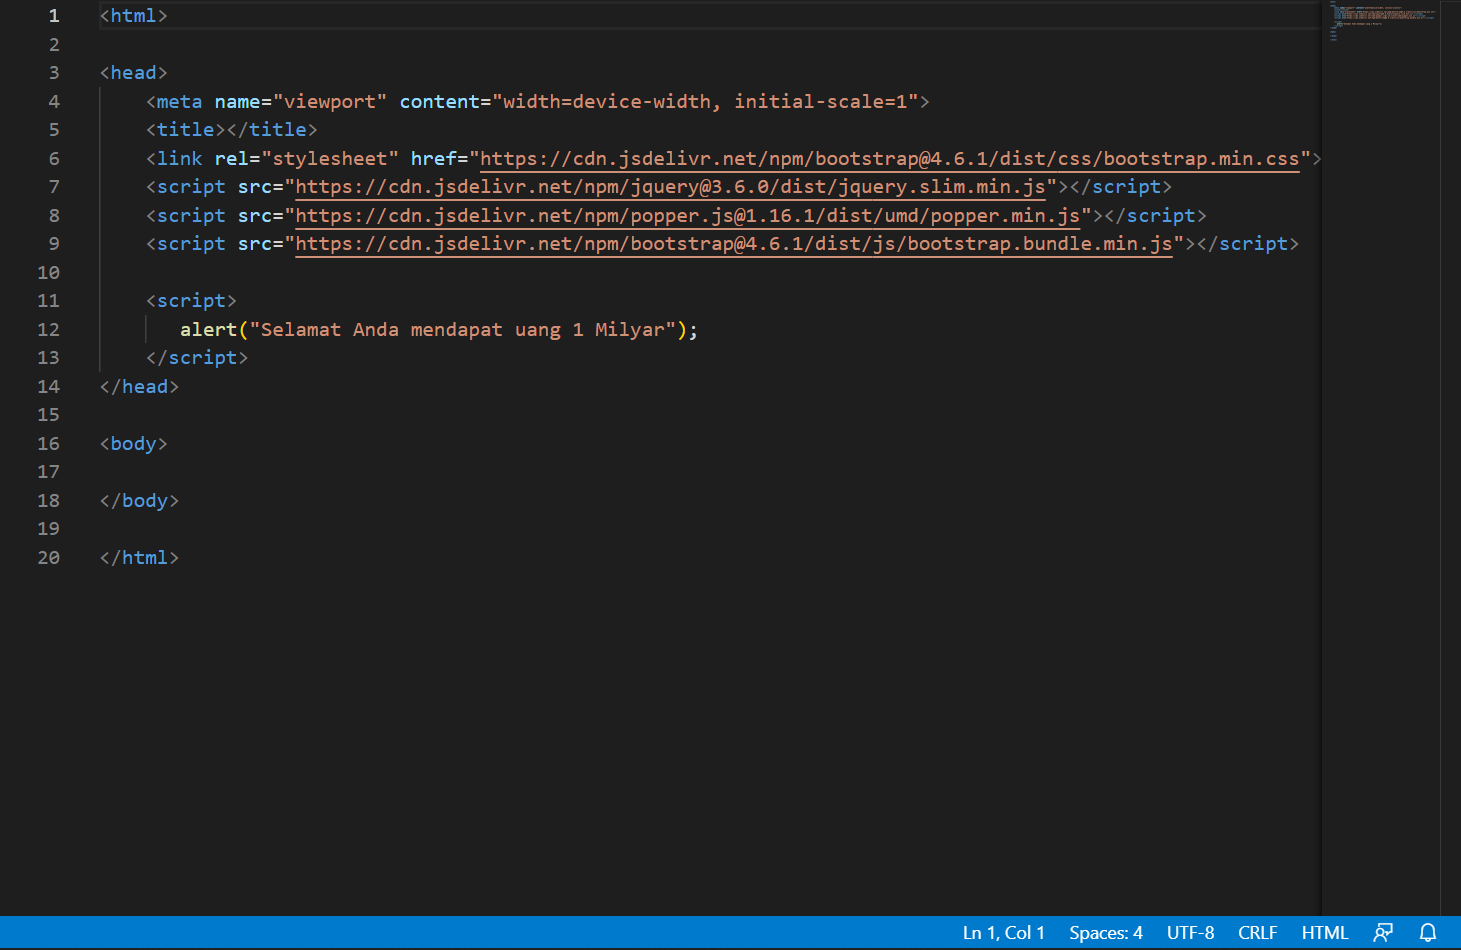 1 <html>
2
3 <head>
4 <meta name="viewport" content="width=device-width, initial-scale=1">
5 <title></title>
6 <link rel="stylesheet" href="https://cdn.jsdelivr.net/npm/bootstrap@4.6.1/dist/css/bootstrap.min.css">
7 <script src="https://cdn.jsdelivr.net/npm/jquery@3.6.0/dist/jquery.slim.min.js"></script>
8 <script src="https://cdn.jsdelivr.net/npm/popper.js@1.16.1/dist/umd/popper.min.js"></script>
9 <script src="https://cdn.jsdelivr.net/npm/bootstrap@4.6.1/dist/js/bootstrap.bundle.min.js"></script>
10
11 <script>
12 alert("Selamat Anda mendapat uang 1 Milyar");
13 </script>
14 </head>
15
16 <body>
17
18 </body>
19
20 </html>
Ln 1, Col 1 Spaces: 4 UTF-8 CRLF HTML